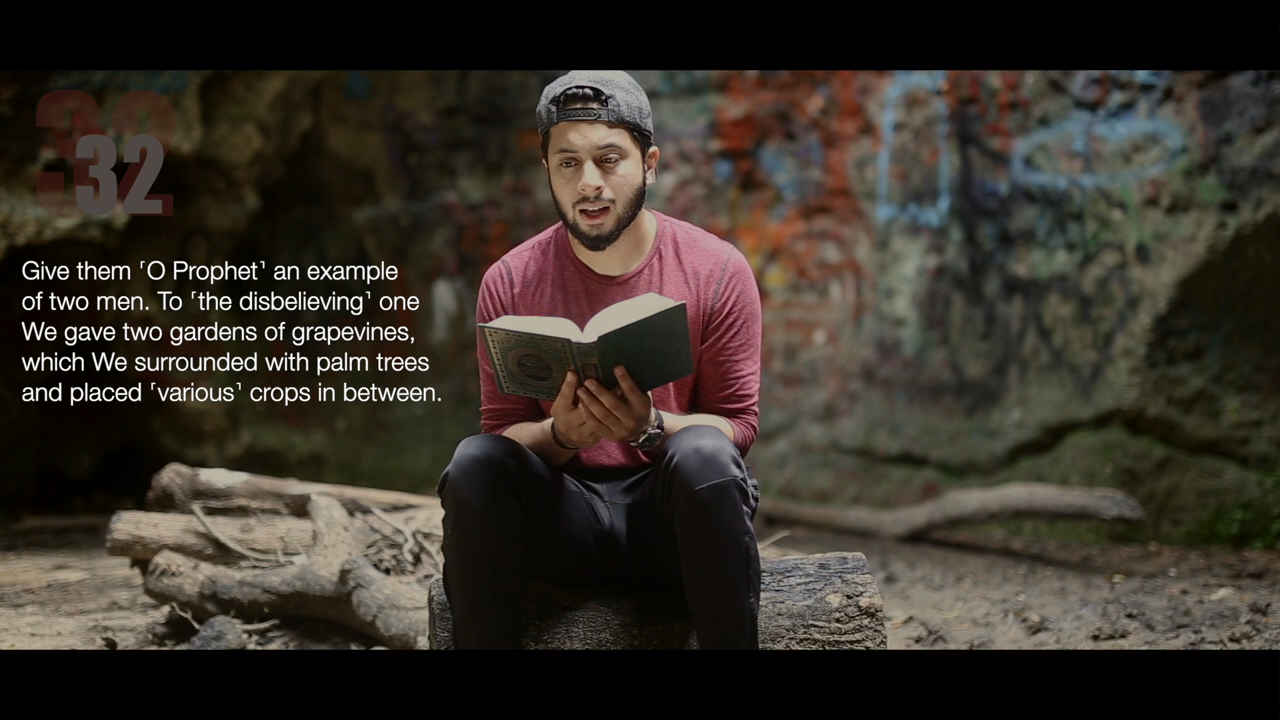 32
Give them ˹O Prophet˺ an example
of two men. To ˹the disbelieving˺ one
We gave two gardens of grapevines,
which We surrounded with palm trees
and placed ˹various˺ crops in between.